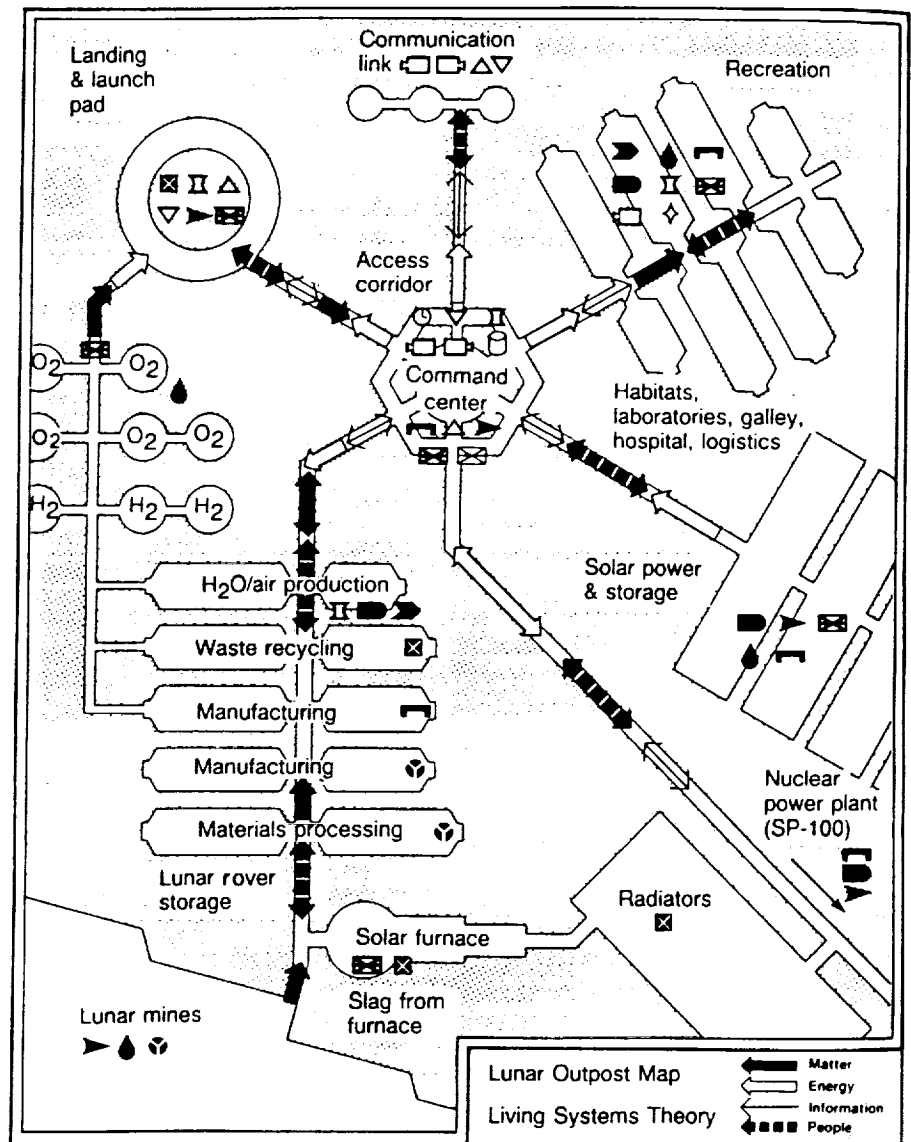 Landing
& launch
pad
Communication
link
Recreation
Access
corridor
Command
center
Habitats,
laboratories, galley,
hospital, logistics
O2
O2
O2
O2
O2
H2
H2
H2
H2O/air production
Waste recycling
Manufacturing
Manufacturing
Materials processing
Lunar rover
storage
Solar power
& storage
Nuclear
power plant
(SP-100)
Radiators
Solar furnace
Slag from
furnace
Lunar mines
Lunar Outpost Map
Living Systems Theory
Matter
Energy
Information
People